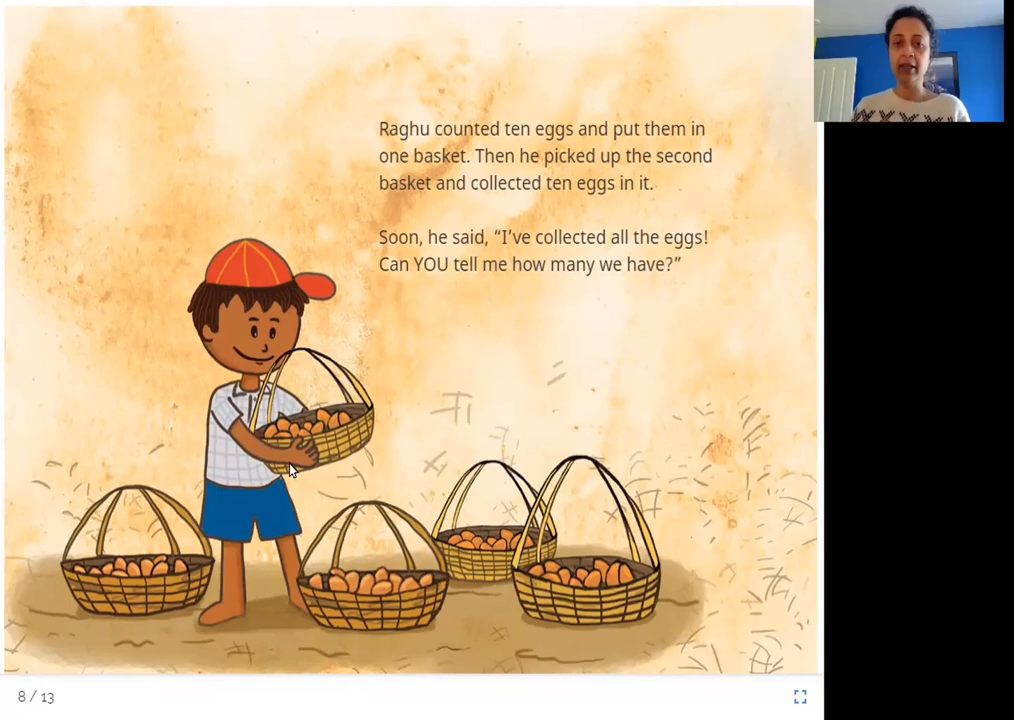 Raghu counted ten eggs and put them in
one basket. Then he picked up the second
basket and collected ten eggs in it.
Soon, he said, “I’ve collected all the eggs!
Can YOU tell me how many we have?”
8 / 13